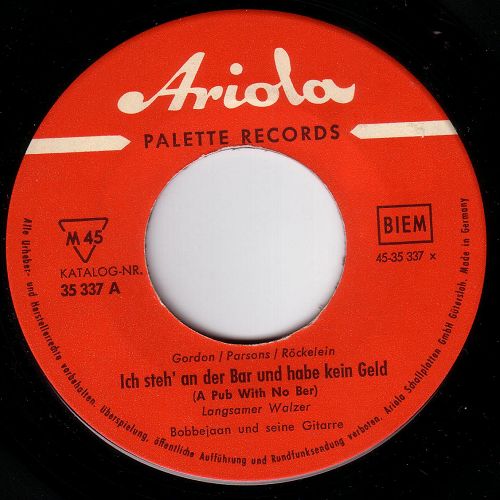 Ariola
PALETTE RECORDS
M 45
KATALOG-NR.
35 337 A
BIEM
45-35 337 x
Gordon / Parsons / Röckelein
Ich steh' an der Bar und habe kein Geld
(A Pub With No Ber)
Langsamer Walzer
Bobbejaan und seine Gitarre
Alle Urheber- und Herstellerrechte vorbehalten. Überspielung, öffentliche Aufführung und Rundfunksendung verboten. Ariola Schallplatten GmbH Gütersloh. Made in Germany